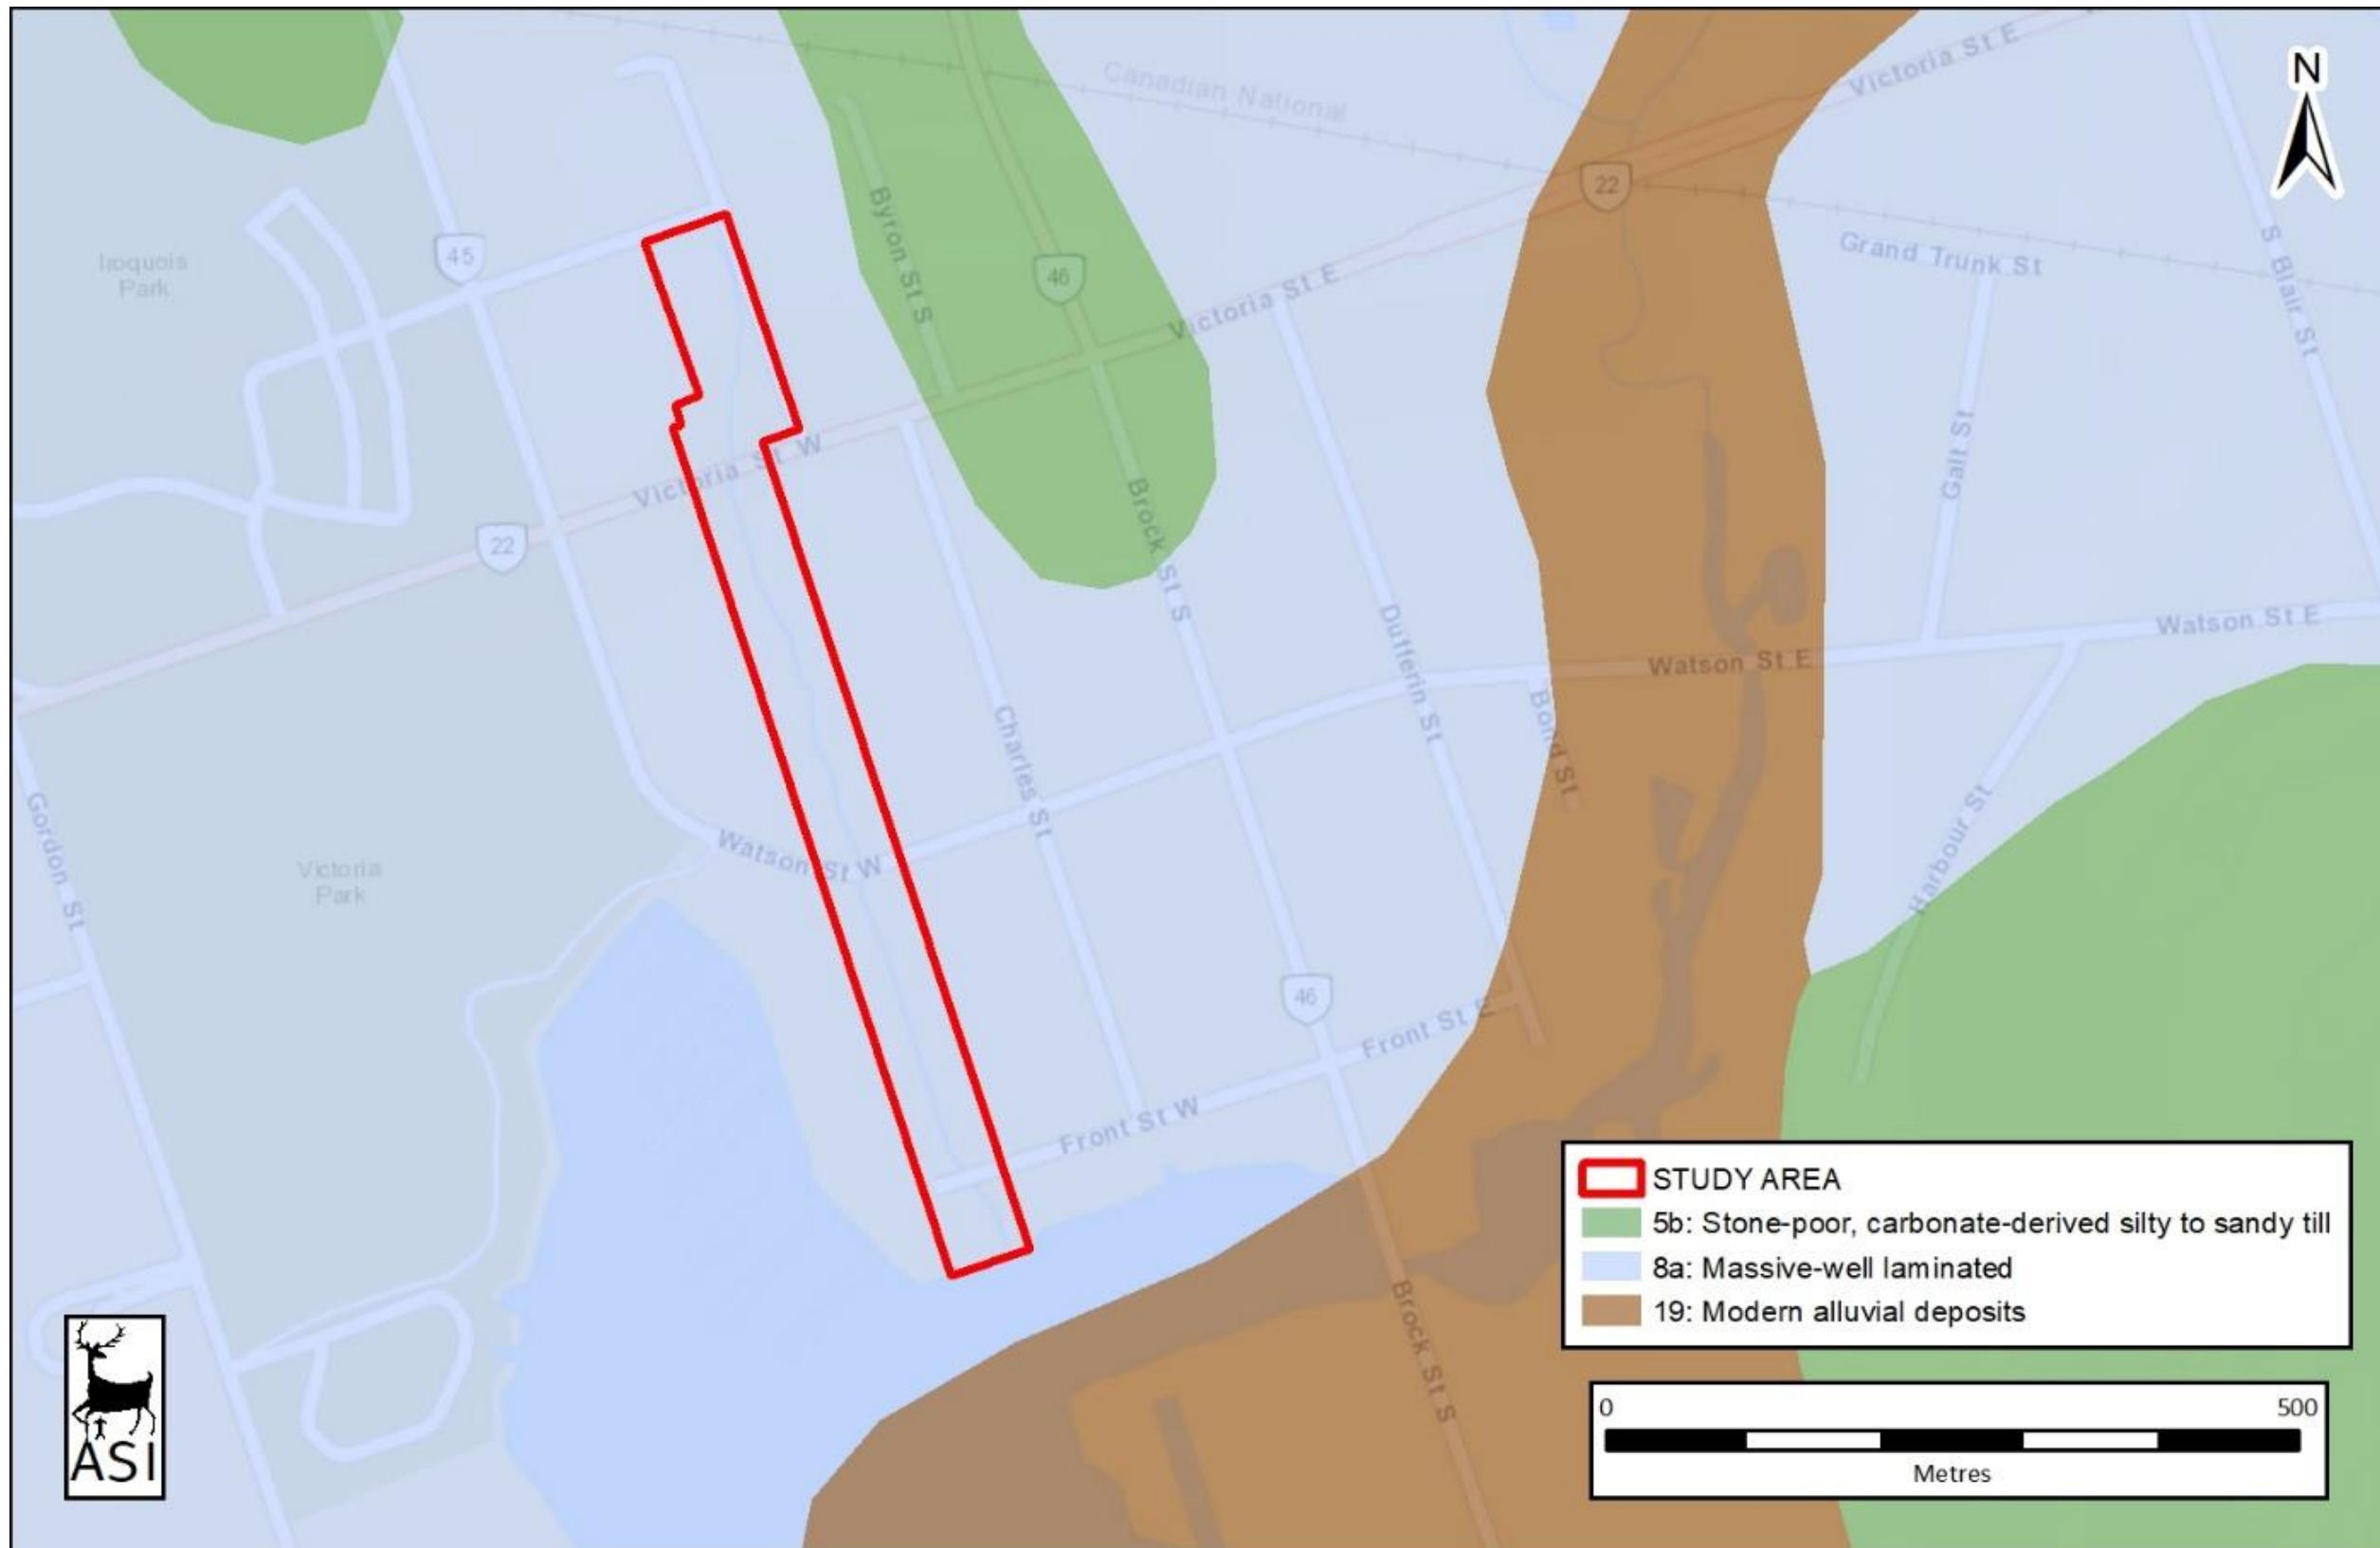 Victoria St E
N
Canadian National
22
Byron St S
Iroquois
Park
45
46
Grand Trunk St
S Blair St
Victoria St E
Victoria St W
Galt St
Brock St S
22
Dufferin St
Watson St E
Watson St E
Bond St
Charles St
Gordon St
Harbour St
Watson St W
Victoria
Park
46
Front St E
Front St W
Brock St S
STUDY AREA
5b: Stone-poor, carbonate-derived silty to sandy till
8a: Massive-well laminated
19: Modern alluvial deposits
0 500
Metres
ASI